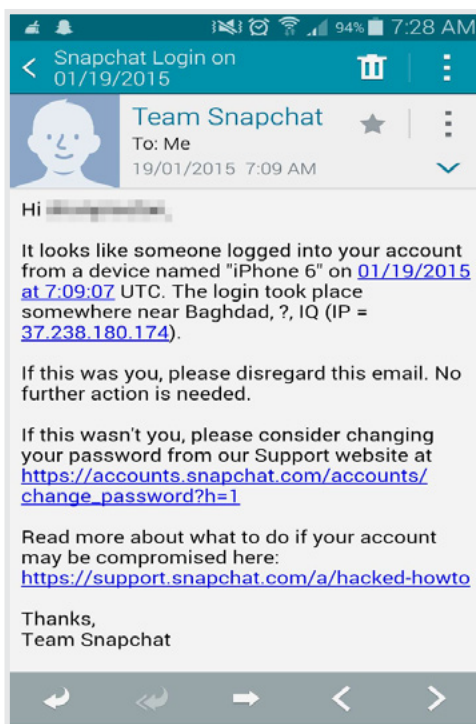 94% 7:28 AM
Snapchat Login on
01/19/2015
Team Snapchat
To: Me
19/01/2015 7:09 AM
Hi
It looks like someone logged into your account
from a device named "iPhone 6" on 01/19/2015
at 7:09:07 UTC. The login took place
somewhere near Baghdad, ?, IQ (IP =
37.238.180.174).
If this was you, please disregard this email. No
further action is needed.
If this wasn't you, please consider changing
your password from our Support website at
https://accounts.snapchat.com/accounts/
change_password?h=1
Read more about what to do if your account
may be compromised here:
https://support.snapchat.com/a/hacked-howto
Thanks,
Team Snapchat